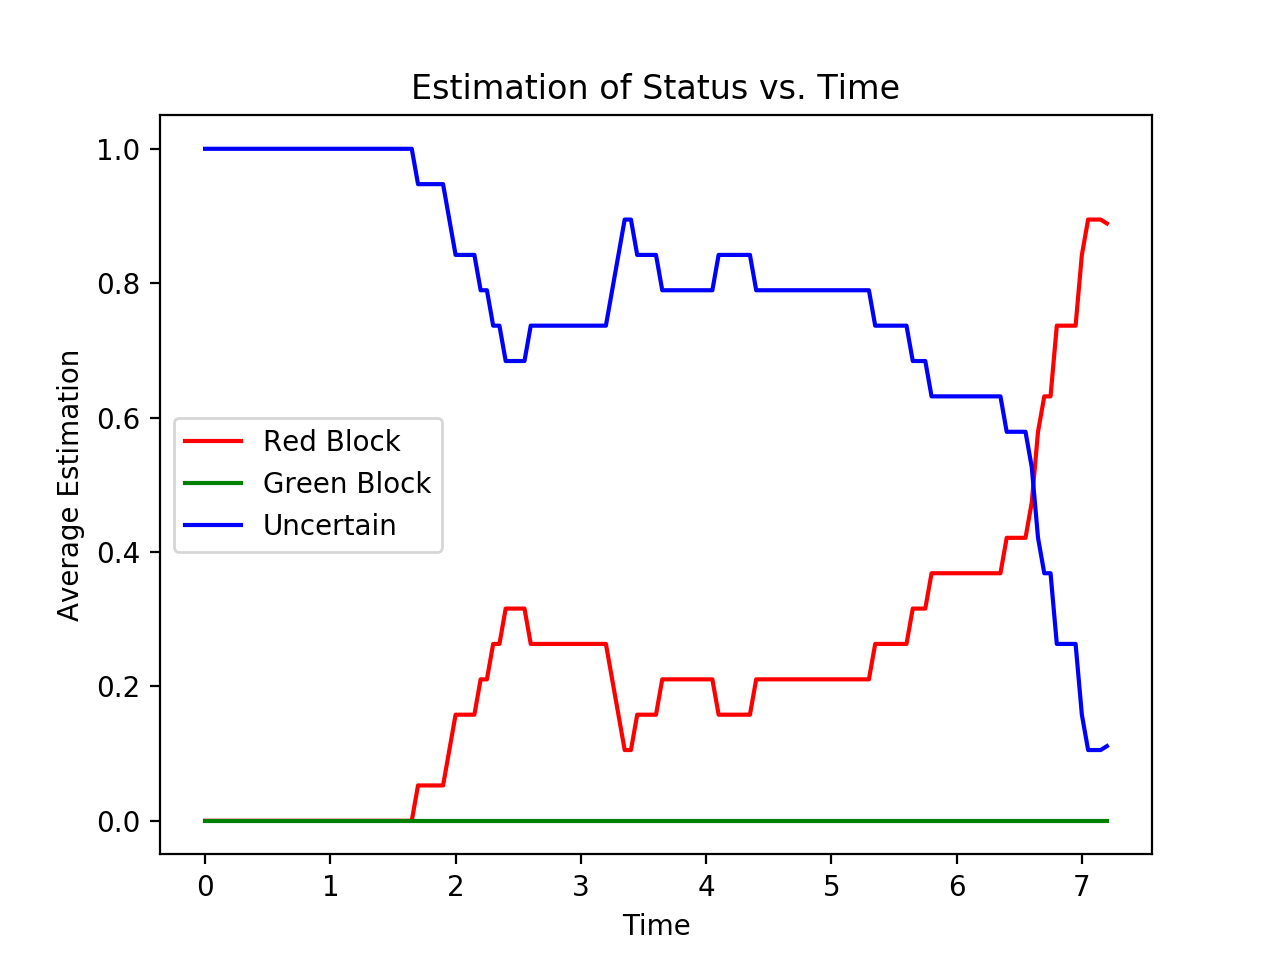 Estimation of Status vs. Time
1.0
0.8
0.6
0.4
0.2
0.0
Average Estimation
Red Block
Green Block
Uncertain
0 1 2 3 4 5 6 7
Time